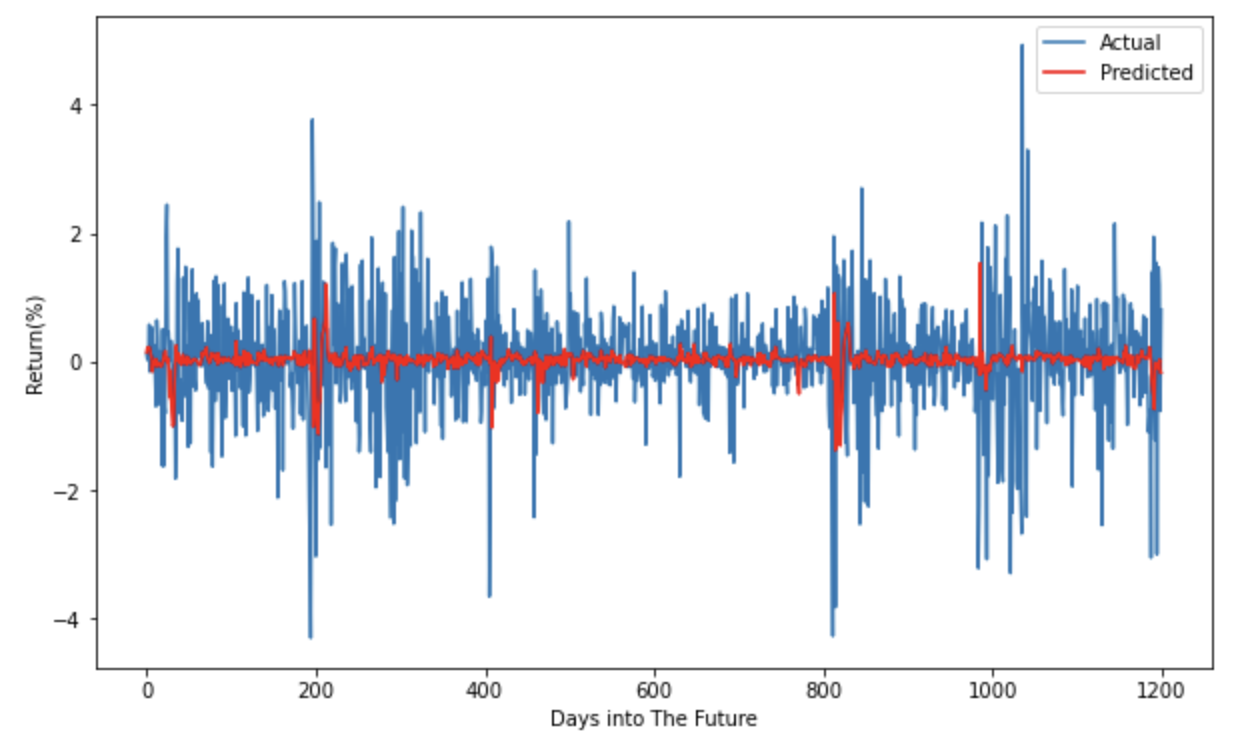 Actual
Predicted
4
2
0
−2
−4
Return(%)
0 200 400 600 800 1000 1200
Days into The Future